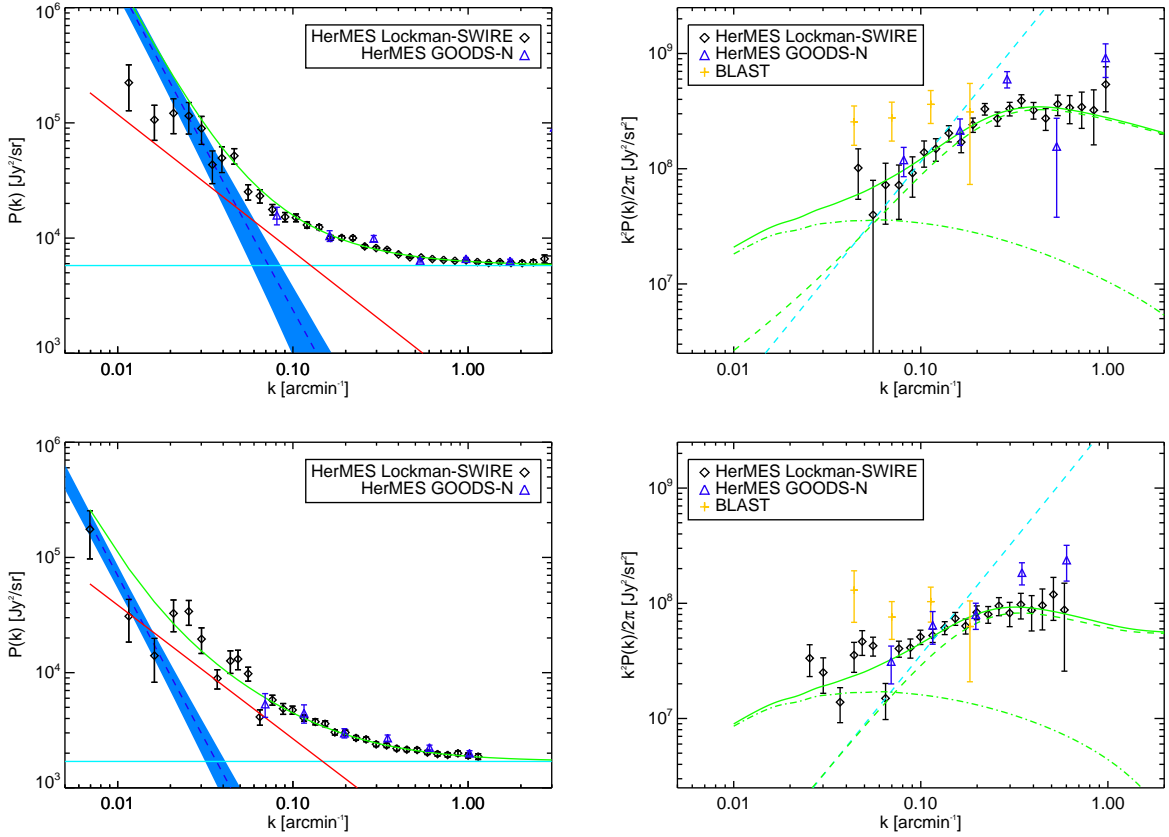 10⁶
10⁵
10⁴
10³
P(k) [Jy²/sr]
HerMES Lockman-SWIRE
HerMES GOODS-N
0.01 0.10 1.00
k [arcmin⁻¹]
10⁹
10⁸
10⁷
k²P(k)/2π [Jy²/sr²]
HerMES Lockman-SWIRE
HerMES GOODS-N
BLAST
0.01 0.10 1.00
k [arcmin⁻¹]
10⁶
10⁵
10⁴
10³
P(k) [Jy²/sr]
HerMES Lockman-SWIRE
HerMES GOODS-N
0.01 0.10 1.00
k [arcmin⁻¹]
10⁹
10⁸
10⁷
k²P(k)/2π [Jy²/sr²]
HerMES Lockman-SWIRE
HerMES GOODS-N
BLAST
0.01 0.10 1.00
k [arcmin⁻¹]